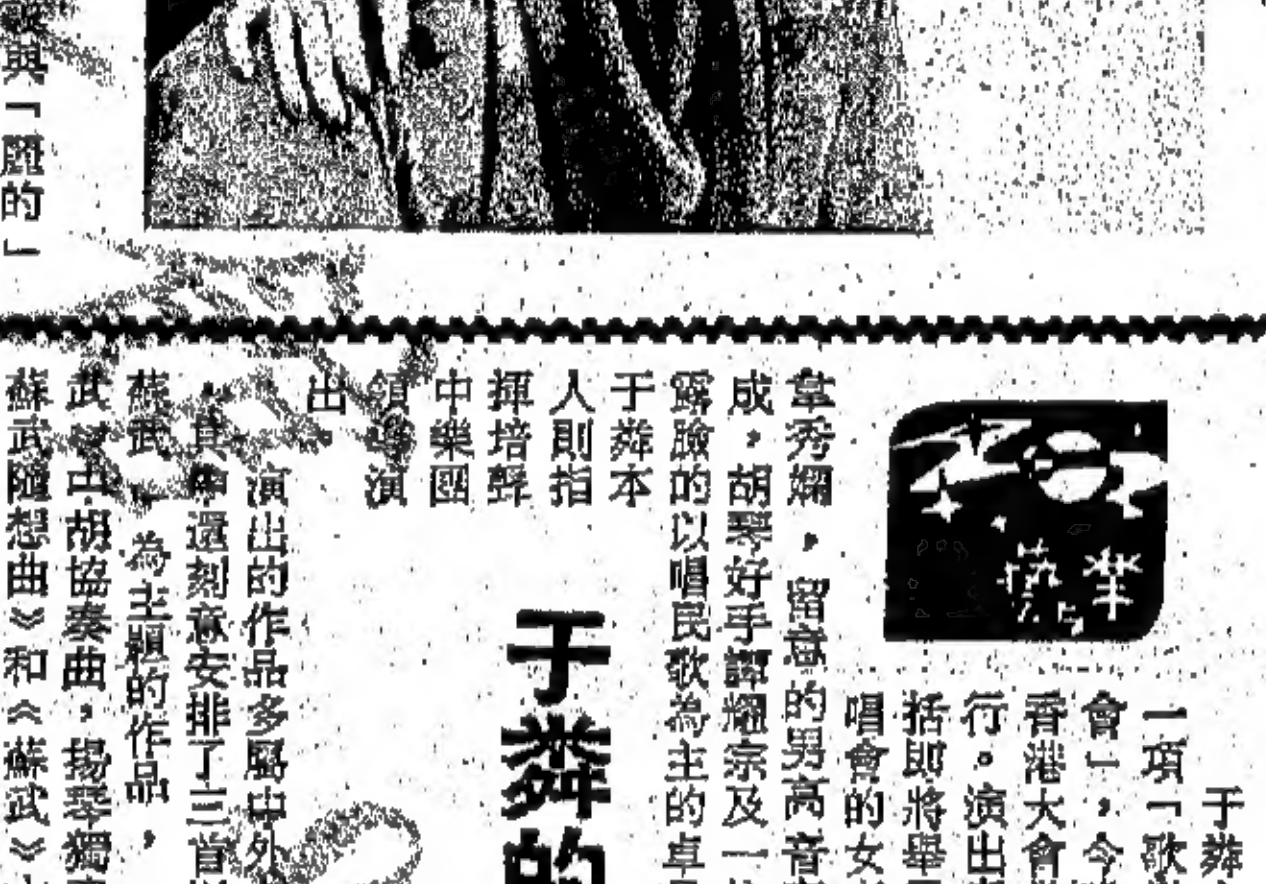 與「麗的」
于粦的
于粦
一項「歌
會」，今
香港大會
行。演出
括即將舉
唱會的女
韋秀嫻，留意的男高音
成，胡琴好手譚耀宗及一
露臉的以唱民歌為主的卓
于粦本
人則指
揮培聲
中樂團
領導演
出。
演出的作品多屬中外
，其中還刻意安排了三首
蘇武」為主題的作品，
武》古胡協奏曲，揚琴獨
蘇武隨想曲》和《蘇武》